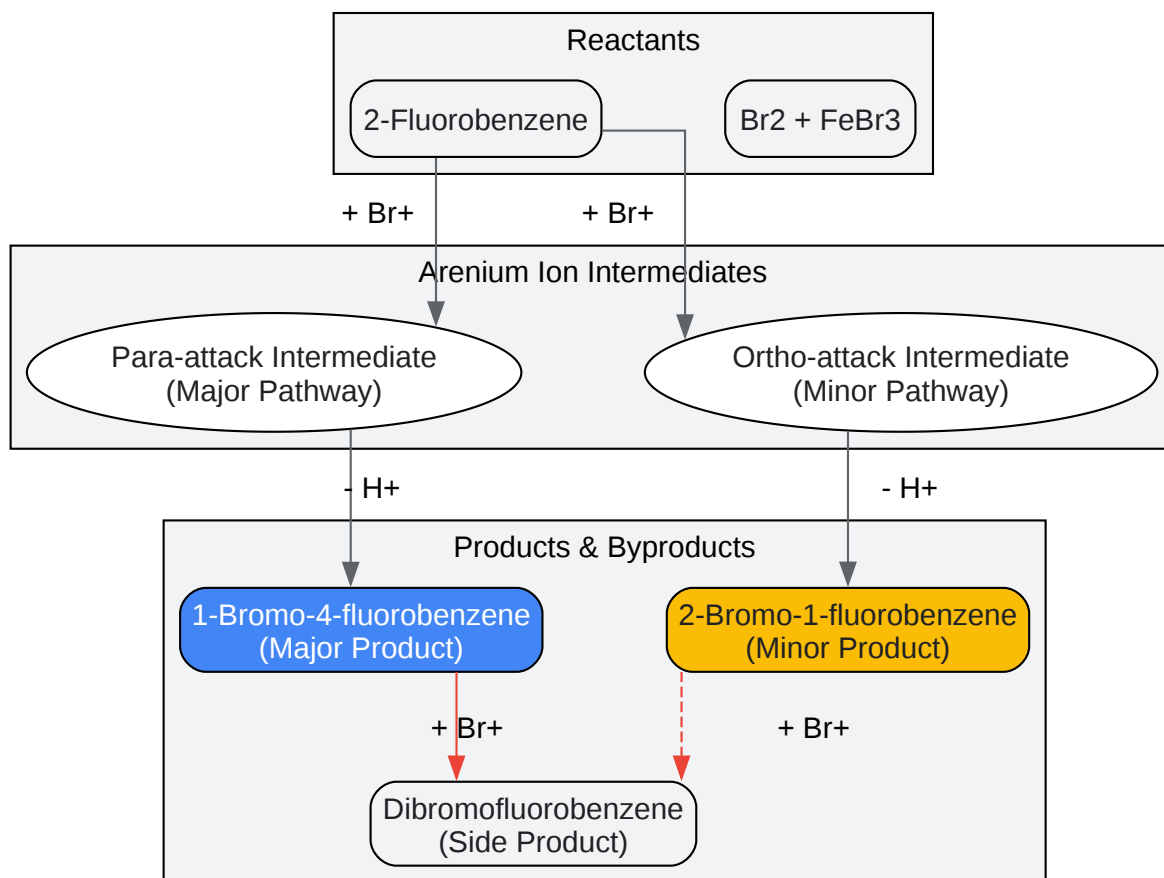 Reactants
2-Fluorobenzene
Br2 + FeBr3
+ Br+
+ Br+
Arenium Ion Intermediates
Para-attack Intermediate
(Major Pathway)
Ortho-attack Intermediate
(Minor Pathway)
- H+
- H+
Products & Byproducts
1-Bromo-4-fluorobenzene
(Major Product)
2-Bromo-1-fluorobenzene
(Minor Product)
+ Br+
+ Br+
Dibromofluorobenzene
(Side Product)